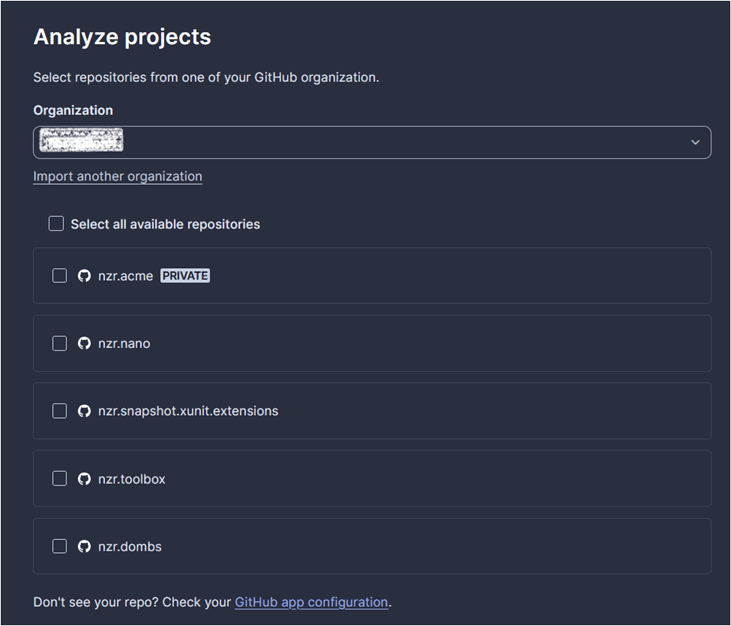 Analyze projects
Select repositories from one of your GitHub organization.
Organization
Import another organization
Select all available repositories
nzr.acme PRIVATE
nzr.nano
nzr.snapshot.xunit.extensions
nzr.toolbox
nzr.dombs
Don't see your repo? Check your GitHub app configuration.